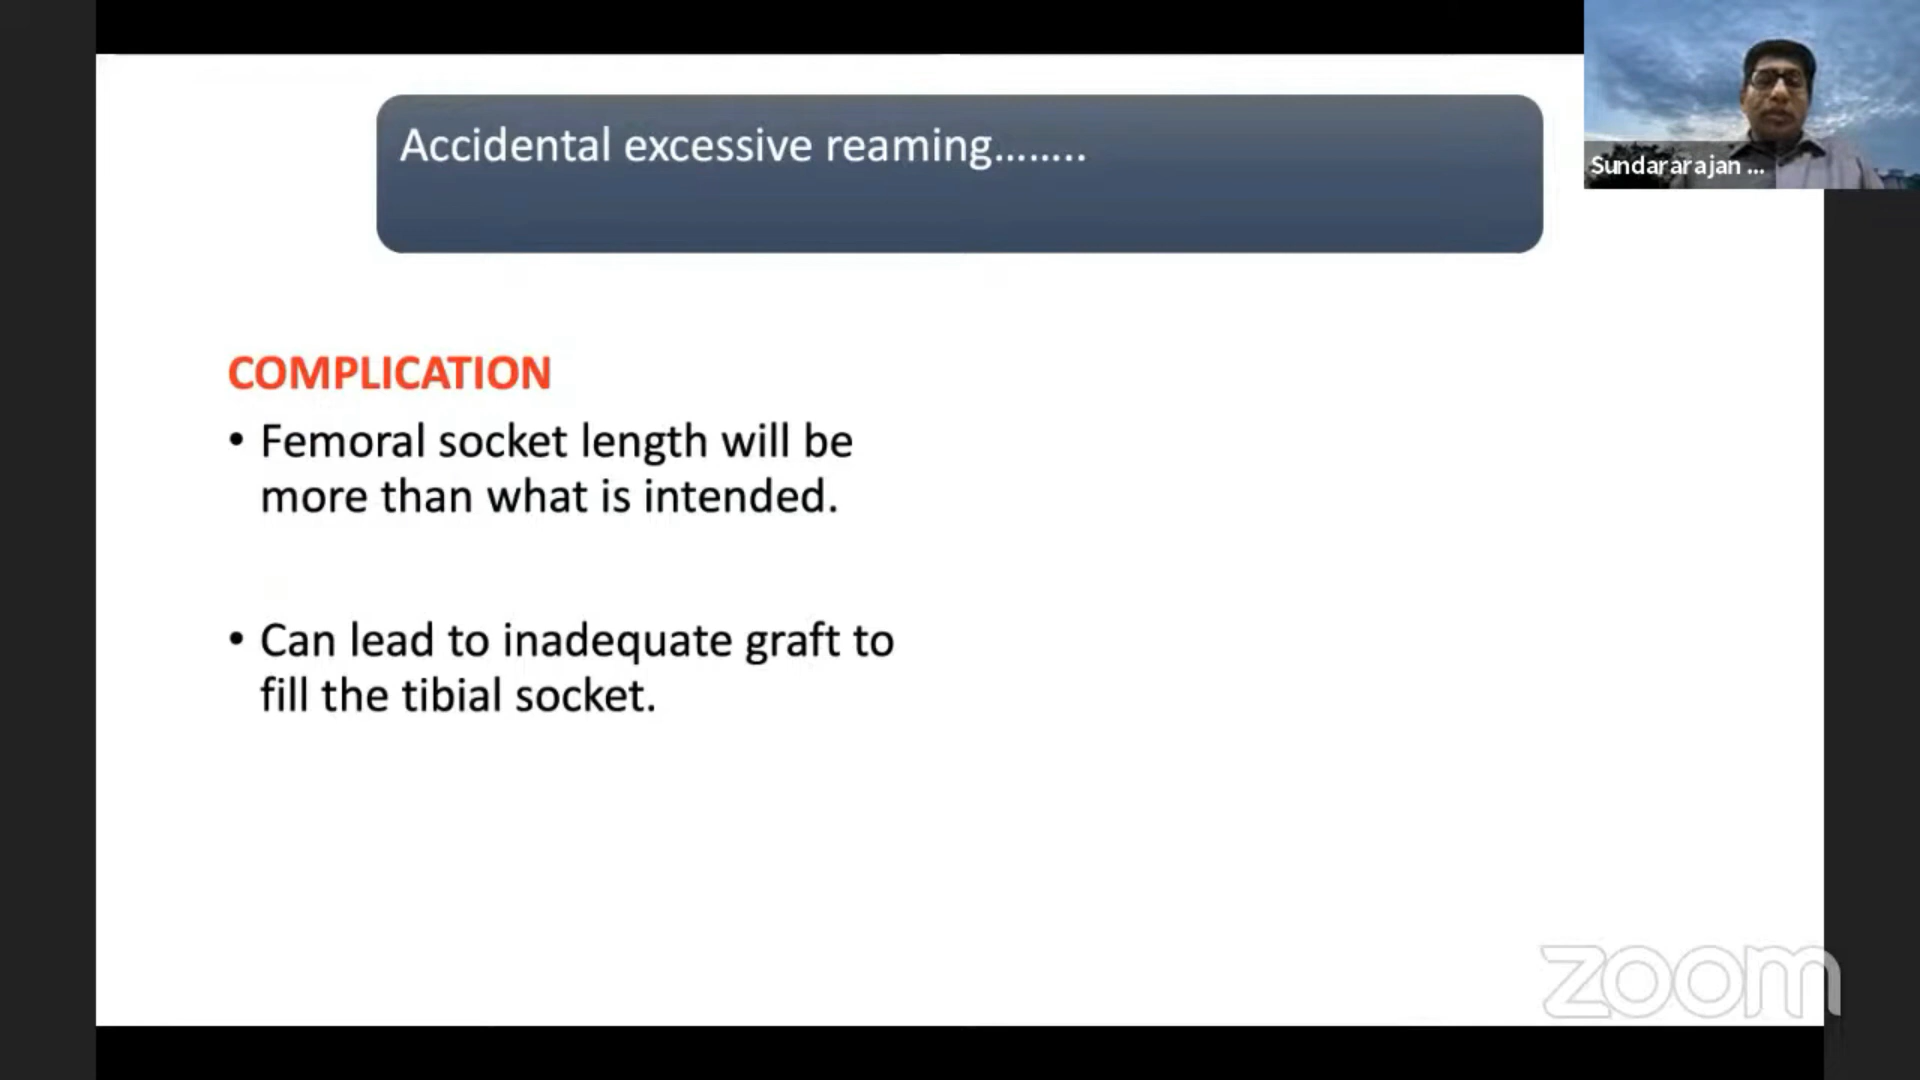 Accidental excessive reaming........
Sundararajan ...
COMPLICATION
• Femoral socket length will be
more than what is intended.
• Can lead to inadequate graft to
fill the tibial socket.
zoom